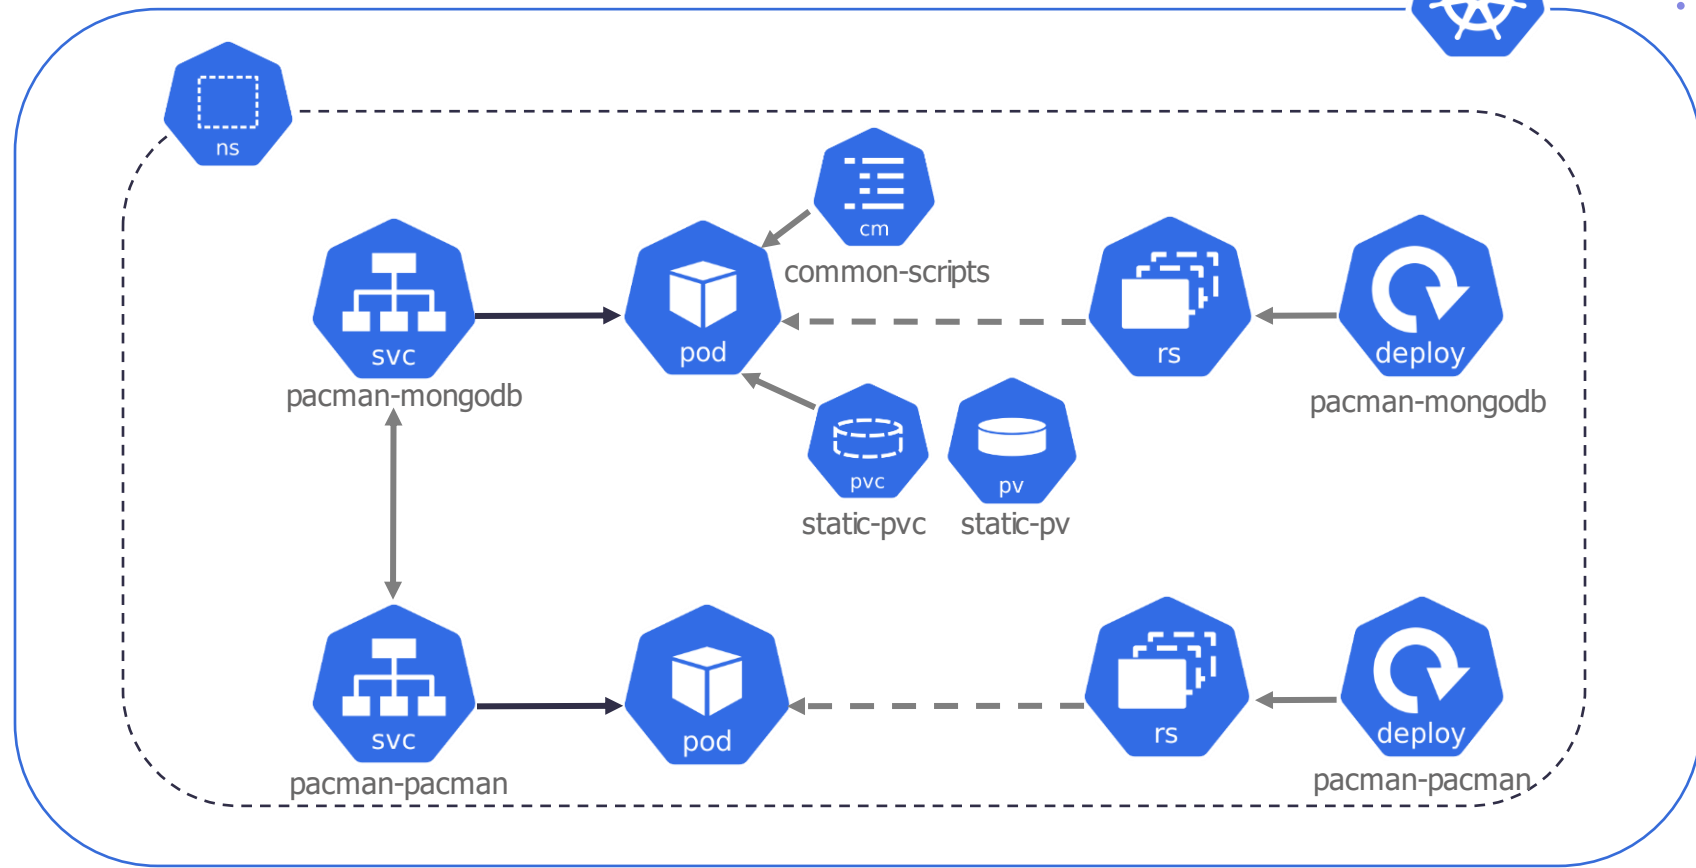 ns
cm
common-scripts
svc
pacman-mongodb
pod
rs
deploy
pacman-mongodb
pvc
static-pvc
pv
static-pv
svc
pacman-pacman
pod
rs
deploy
pacman-pacman